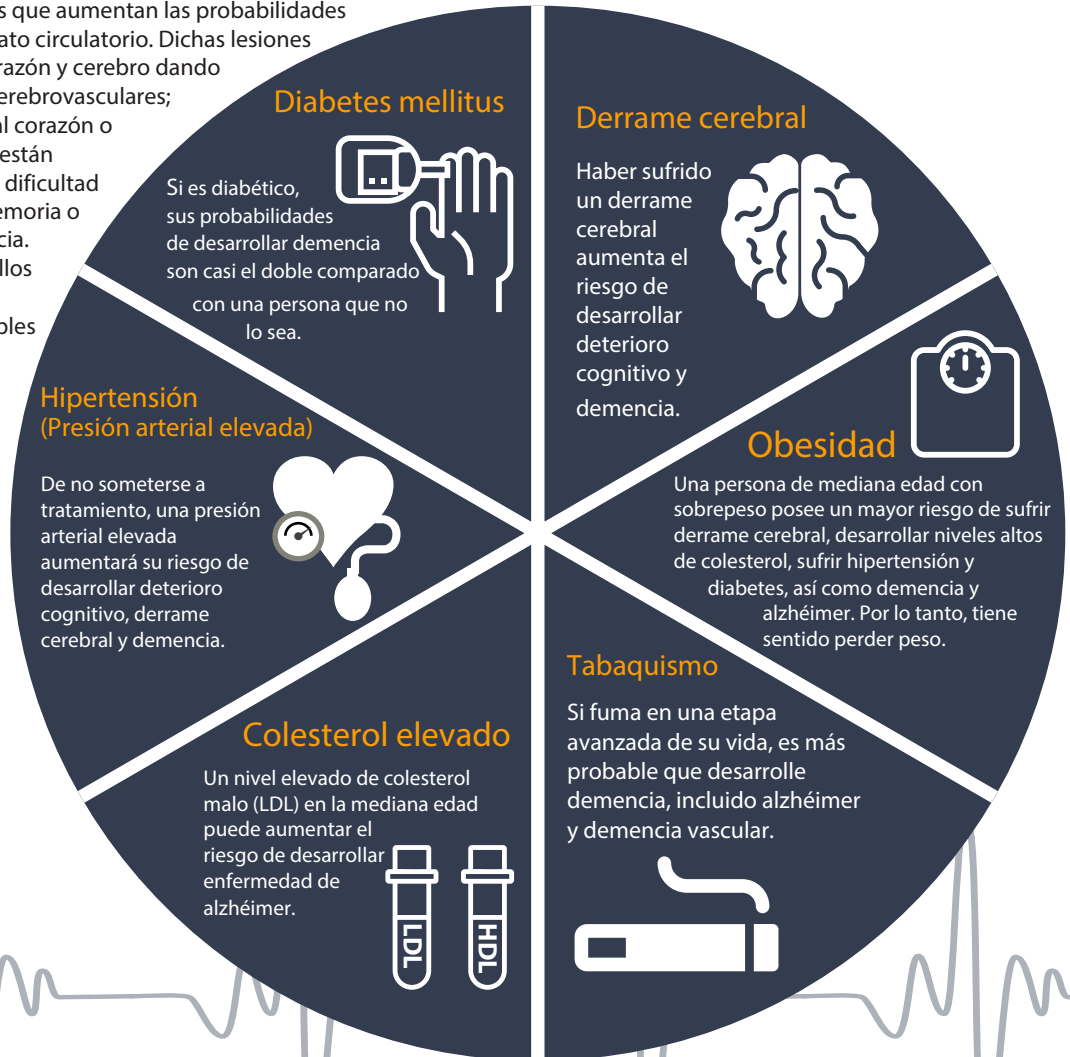 s que aumentan las probabilidades
ato circulatorio. Dichas lesiones
razón y cerebro dando
erebrovasculares;
al corazón o
están
dificultad
emoria o
cia.
llos
bles
Diabetes mellitus
Si es diabético,
sus probabilidades
de desarrollar demencia
son casi el doble comparado
con una persona que no
lo sea.
Derrame cerebral
Haber sufrido
un derrame
cerebral
aumenta el
riesgo de
desarrollar
deterioro
cognitivo y
demencia.
Hipertensión
(Presión arterial elevada)
De no someterse a
tratamiento, una presión
arterial elevada
aumentará su riesgo de
desarrollar deterioro
cognitivo, derrame
cerebral y demencia.
Obesidad
Una persona de mediana edad con
sobrepeso posee un mayor riesgo de sufrir
derrame cerebral, desarrollar niveles altos
de colesterol, sufrir hipertensión y
diabetes, así como demencia y
alzhéimer. Por lo tanto, tiene
sentido perder peso.
Colesterol elevado
Un nivel elevado de colesterol
malo (LDL) en la mediana edad
puede aumentar el
riesgo de desarrollar
enfermedad de
alzhéimer.
LDL
HDL
Tabaquismo
Si fuma en una etapa
avanzada de su vida, es más
probable que desarrolle
demencia, incluido alzhéimer
y demencia vascular.